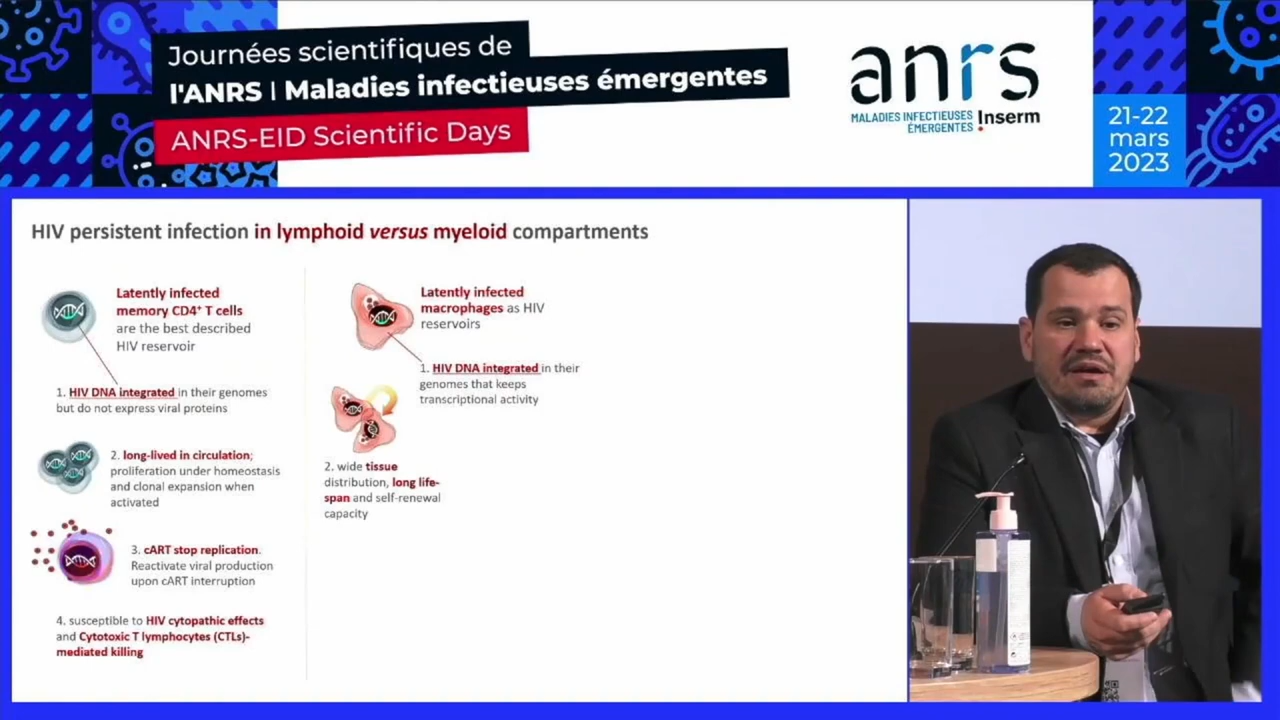 Journées scientifiques de
l'ANRS | Maladies infectieuses émergentes
ANRS-EID Scientific Days
anrs
MALADIES INFECTIEUSES
ÉMERGENTES
Inserm
21-22
mars
2023
HIV persistent infection in lymphoid versus myeloid compartments
Latently infected
memory CD4⁺ T cells
are the best described
HIV reservoir
1. HIV DNA integrated in their genomes
but do not express viral proteins
2. long-lived in circulation;
proliferation under homeostasis
and clonal expansion when
activated
3. cART stop replication.
Reactivate viral production
upon cART interruption
4. susceptible to HIV cytopathic effects
and Cytotoxic T lymphocytes (CTLs)-
mediated killing
Latently infected
macrophages as HIV
reservoirs
1. HIV DNA integrated in their
genomes that keeps
transcriptional activity
2. wide tissue
distribution, long life-
span and self-renewal
capacity